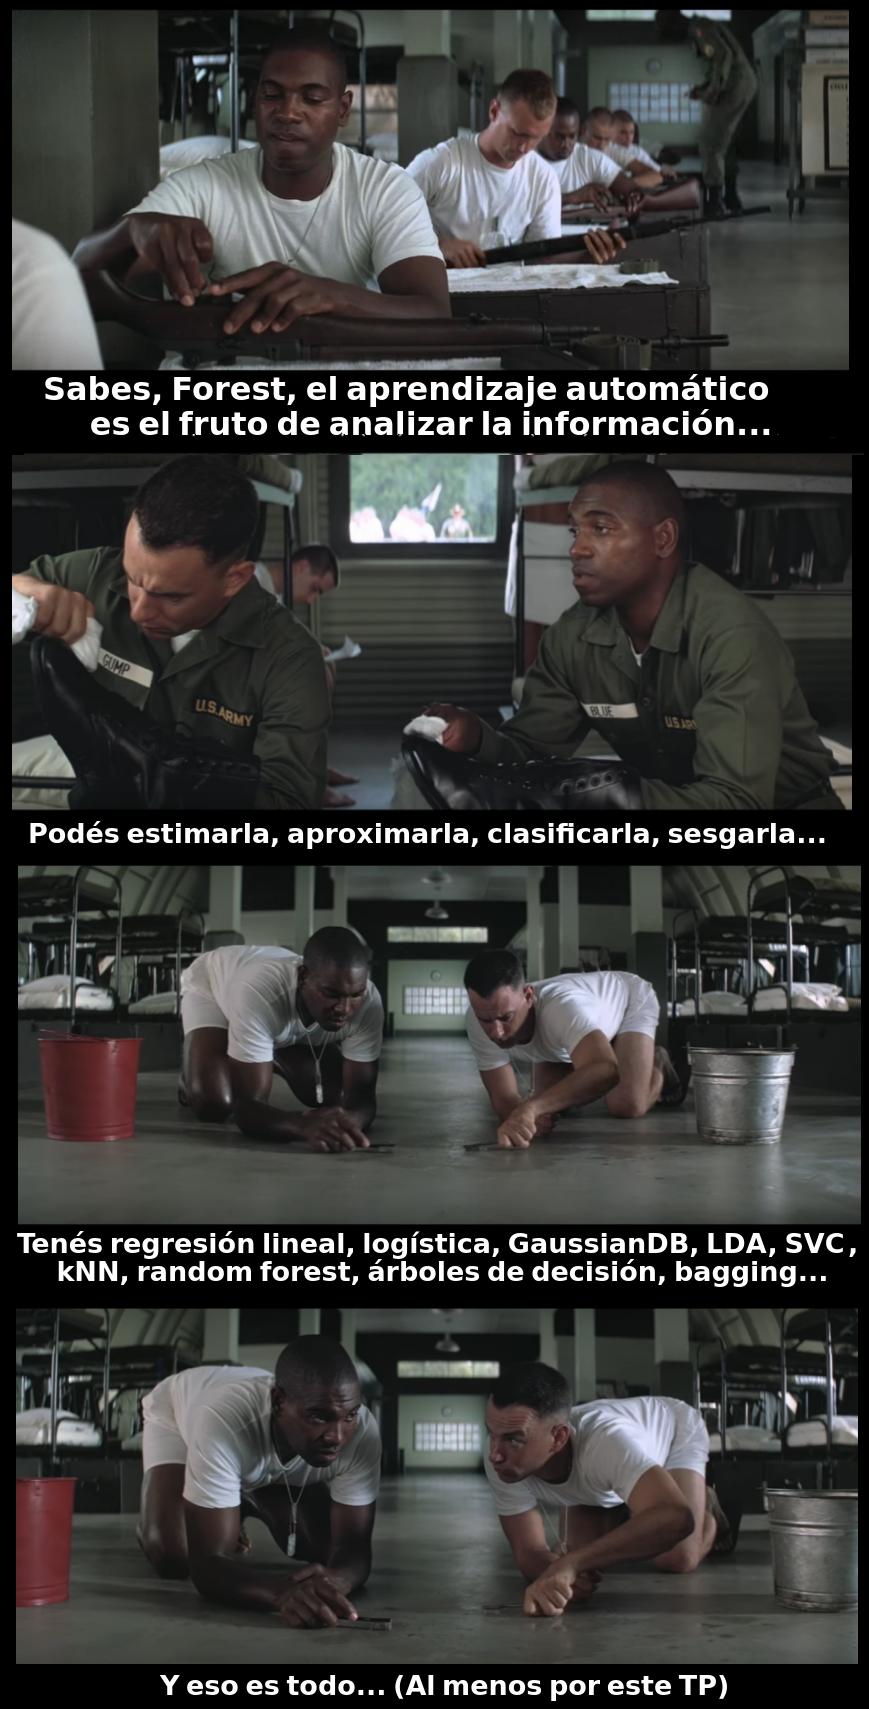 Sabes, Forest, el aprendizaje automático
es el fruto de analizar la información...
GUMP
U.S.ARMY
BLUE
U.S.AR
Podés estimarla, aproximarla, clasificarla, sesgarla...
Tenés regresión lineal, logística, GaussianDB, LDA, SVC,
kNN, random forest, árboles de decisión, bagging...
Y eso es todo... (Al menos por este TP)